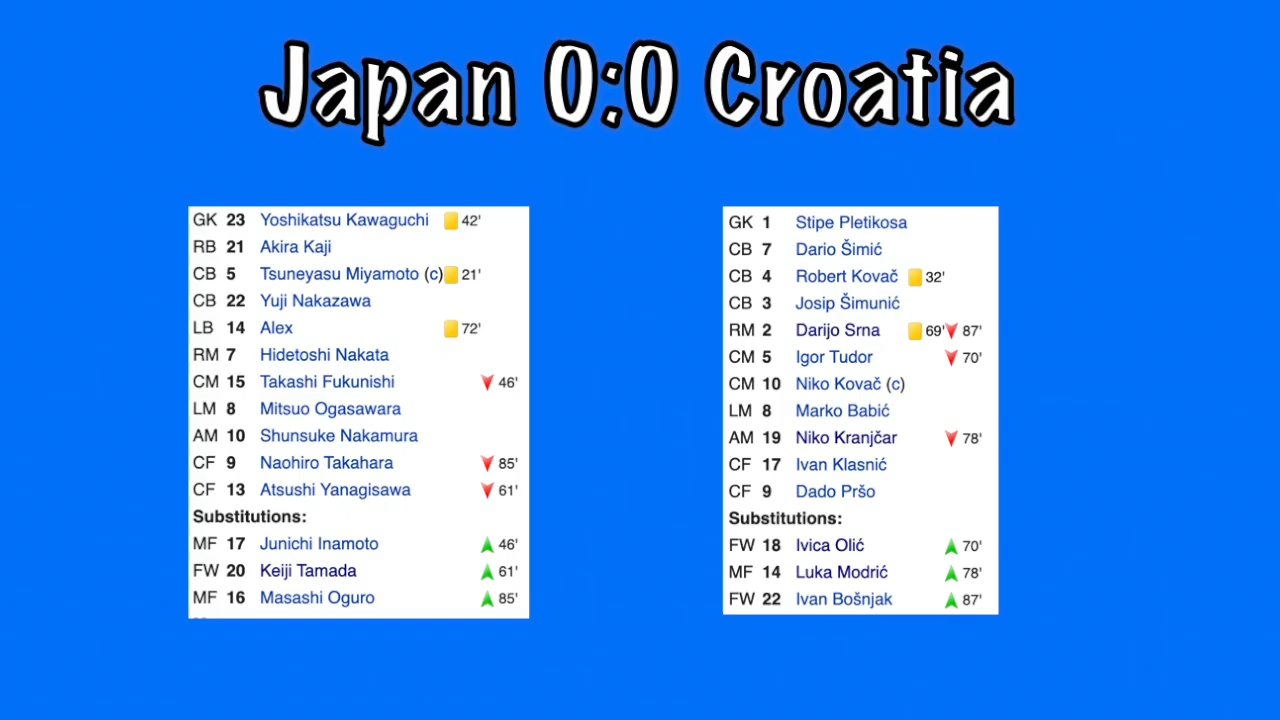 Japan 0:0 Croatia
GK 23 Yoshikatsu Kawaguchi 42'
RB 21 Akira Kaji
CB 5 Tsuneyasu Miyamoto (c) 21'
CB 22 Yuji Nakazawa
LB 14 Alex 72'
RM 7 Hidetoshi Nakata
CM 15 Takashi Fukunishi 46'
LM 8 Mitsuo Ogasawara
AM 10 Shunsuke Nakamura
CF 9 Naohiro Takahara 85'
CF 13 Atsushi Yanagisawa 61'
Substitutions:
MF 17 Junichi Inamoto 46'
FW 20 Keiji Tamada 61'
MF 16 Masashi Oguro 85'
GK 1 Stipe Pletikosa
CB 7 Dario Šimić
CB 4 Robert Kovač 32'
CB 3 Josip Šimunić
RM 2 Darijo Srna 69' 87'
CM 5 Igor Tudor 70'
CM 10 Niko Kovač (c)
LM 8 Marko Babić
AM 19 Niko Kranjčar 78'
CF 17 Ivan Klasnić
CF 9 Dado Pršo
Substitutions:
FW 18 Ivica Olić 70'
MF 14 Luka Modrić 78'
FW 22 Ivan Bošnjak 87'